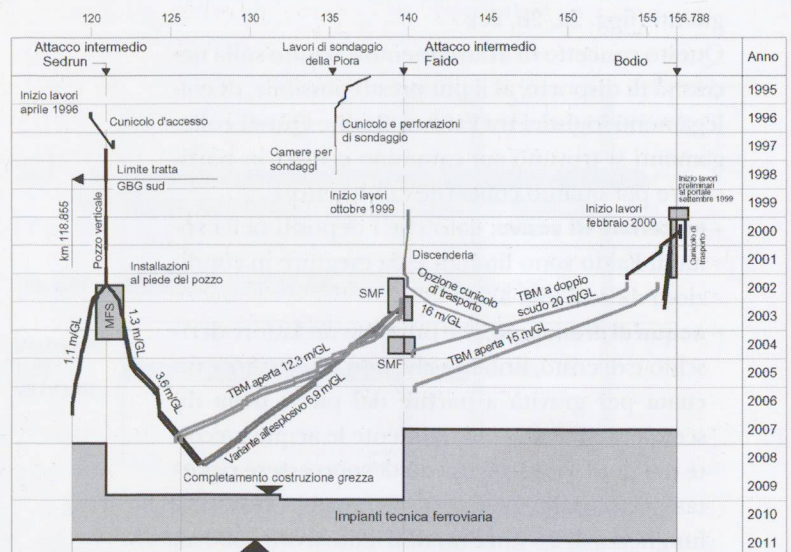 120 125 130 135 140 145 150 155 156.788
Attacco intermedio
Sedrun
Lavori di sondaggio
della Piora
Attacco intermedio
Faido
Bodio
Anno
Inizio lavori
aprile 1996
Cunicolo d'accesso
Cunicolo e perforazioni
di sondaggio
Camere per
sondaggi
1995
1996
1997
1998
1999
2000
2001
2002
2003
2004
2005
2006
2007
2008
2009
2010
2011
Limite tratta
GBG sud
km 118.855
Pozzo verticale
Inizio lavori
ottobre 1999
Inizio lavori
febbraio 2000
Inizio lavori
preliminari
al portale
settembre 1999
Cunicolo di
trasporto
Installazioni
al piede del pozzo
Discenderia
Opzione cunicolo
di trasporto
SMF
MFS
16 m/GL
TBM a doppio
scudo 20 m/GL
1.1 m/GL
1.3 m/GL
3.6 m/GL
SMF
TBM aperta 15 m/GL
TBM aperta 12.3 m/GL
Variante all'esplosivo 6.9 m/GL
Completamento costruzione grezza
Impianti tecnica ferroviaria